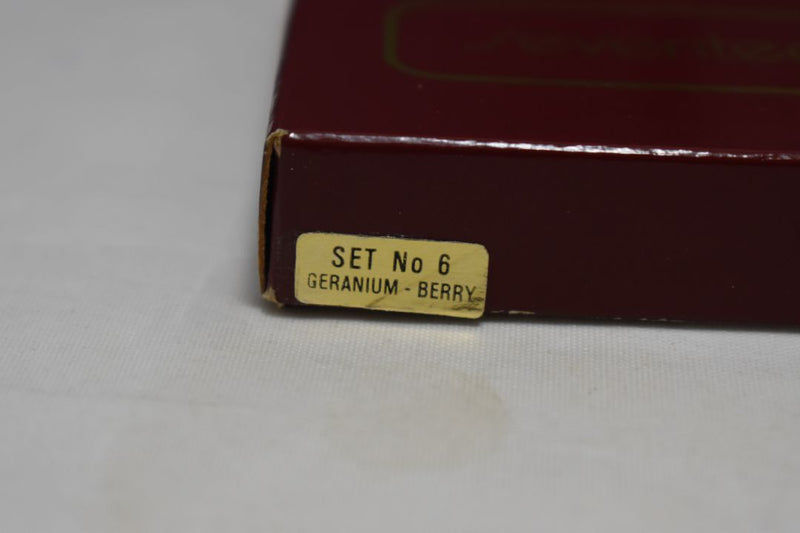 SET No 6
GERANIUM - BERRY